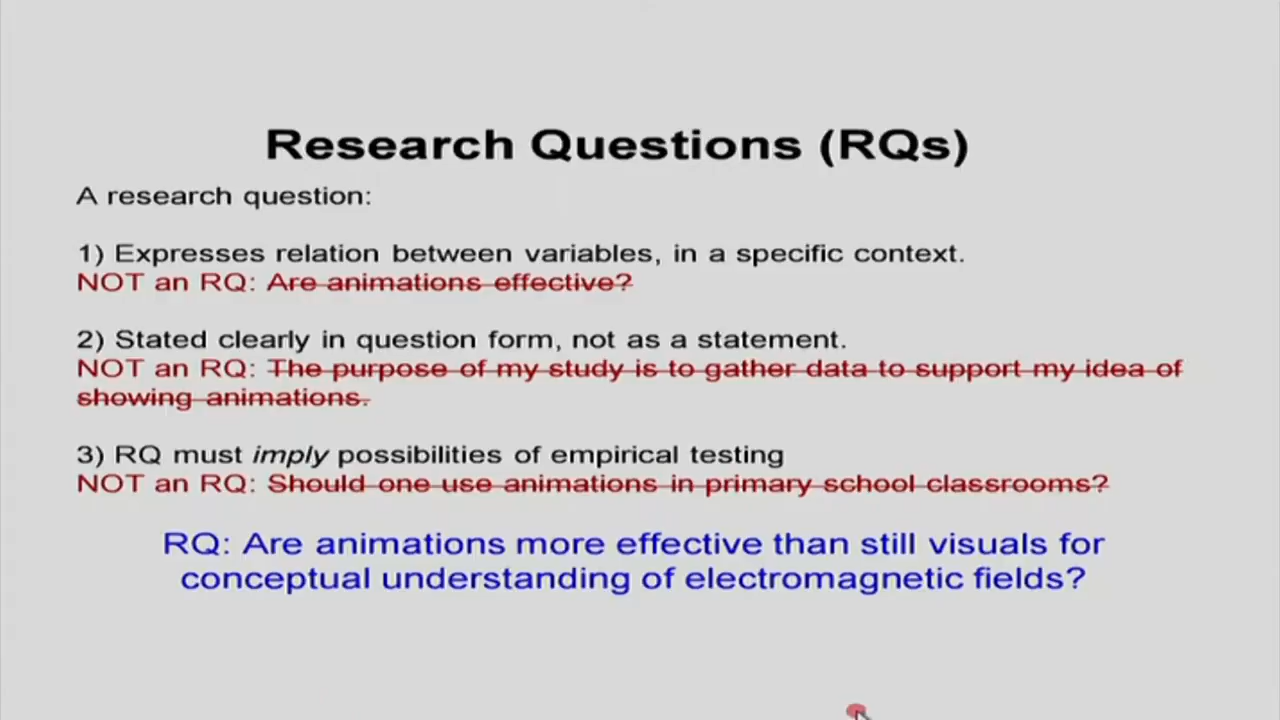 Research Questions (RQs)
A research question:
1) Expresses relation between variables, in a specific context.
NOT an RQ: Are animations effective?
2) Stated clearly in question form, not as a statement.
NOT an RQ: The purpose of my study is to gather data to support my idea of
showing animations.
3) RQ must imply possibilities of empirical testing
NOT an RQ: Should one use animations in primary school classrooms?
RQ: Are animations more effective than still visuals for
conceptual understanding of electromagnetic fields?